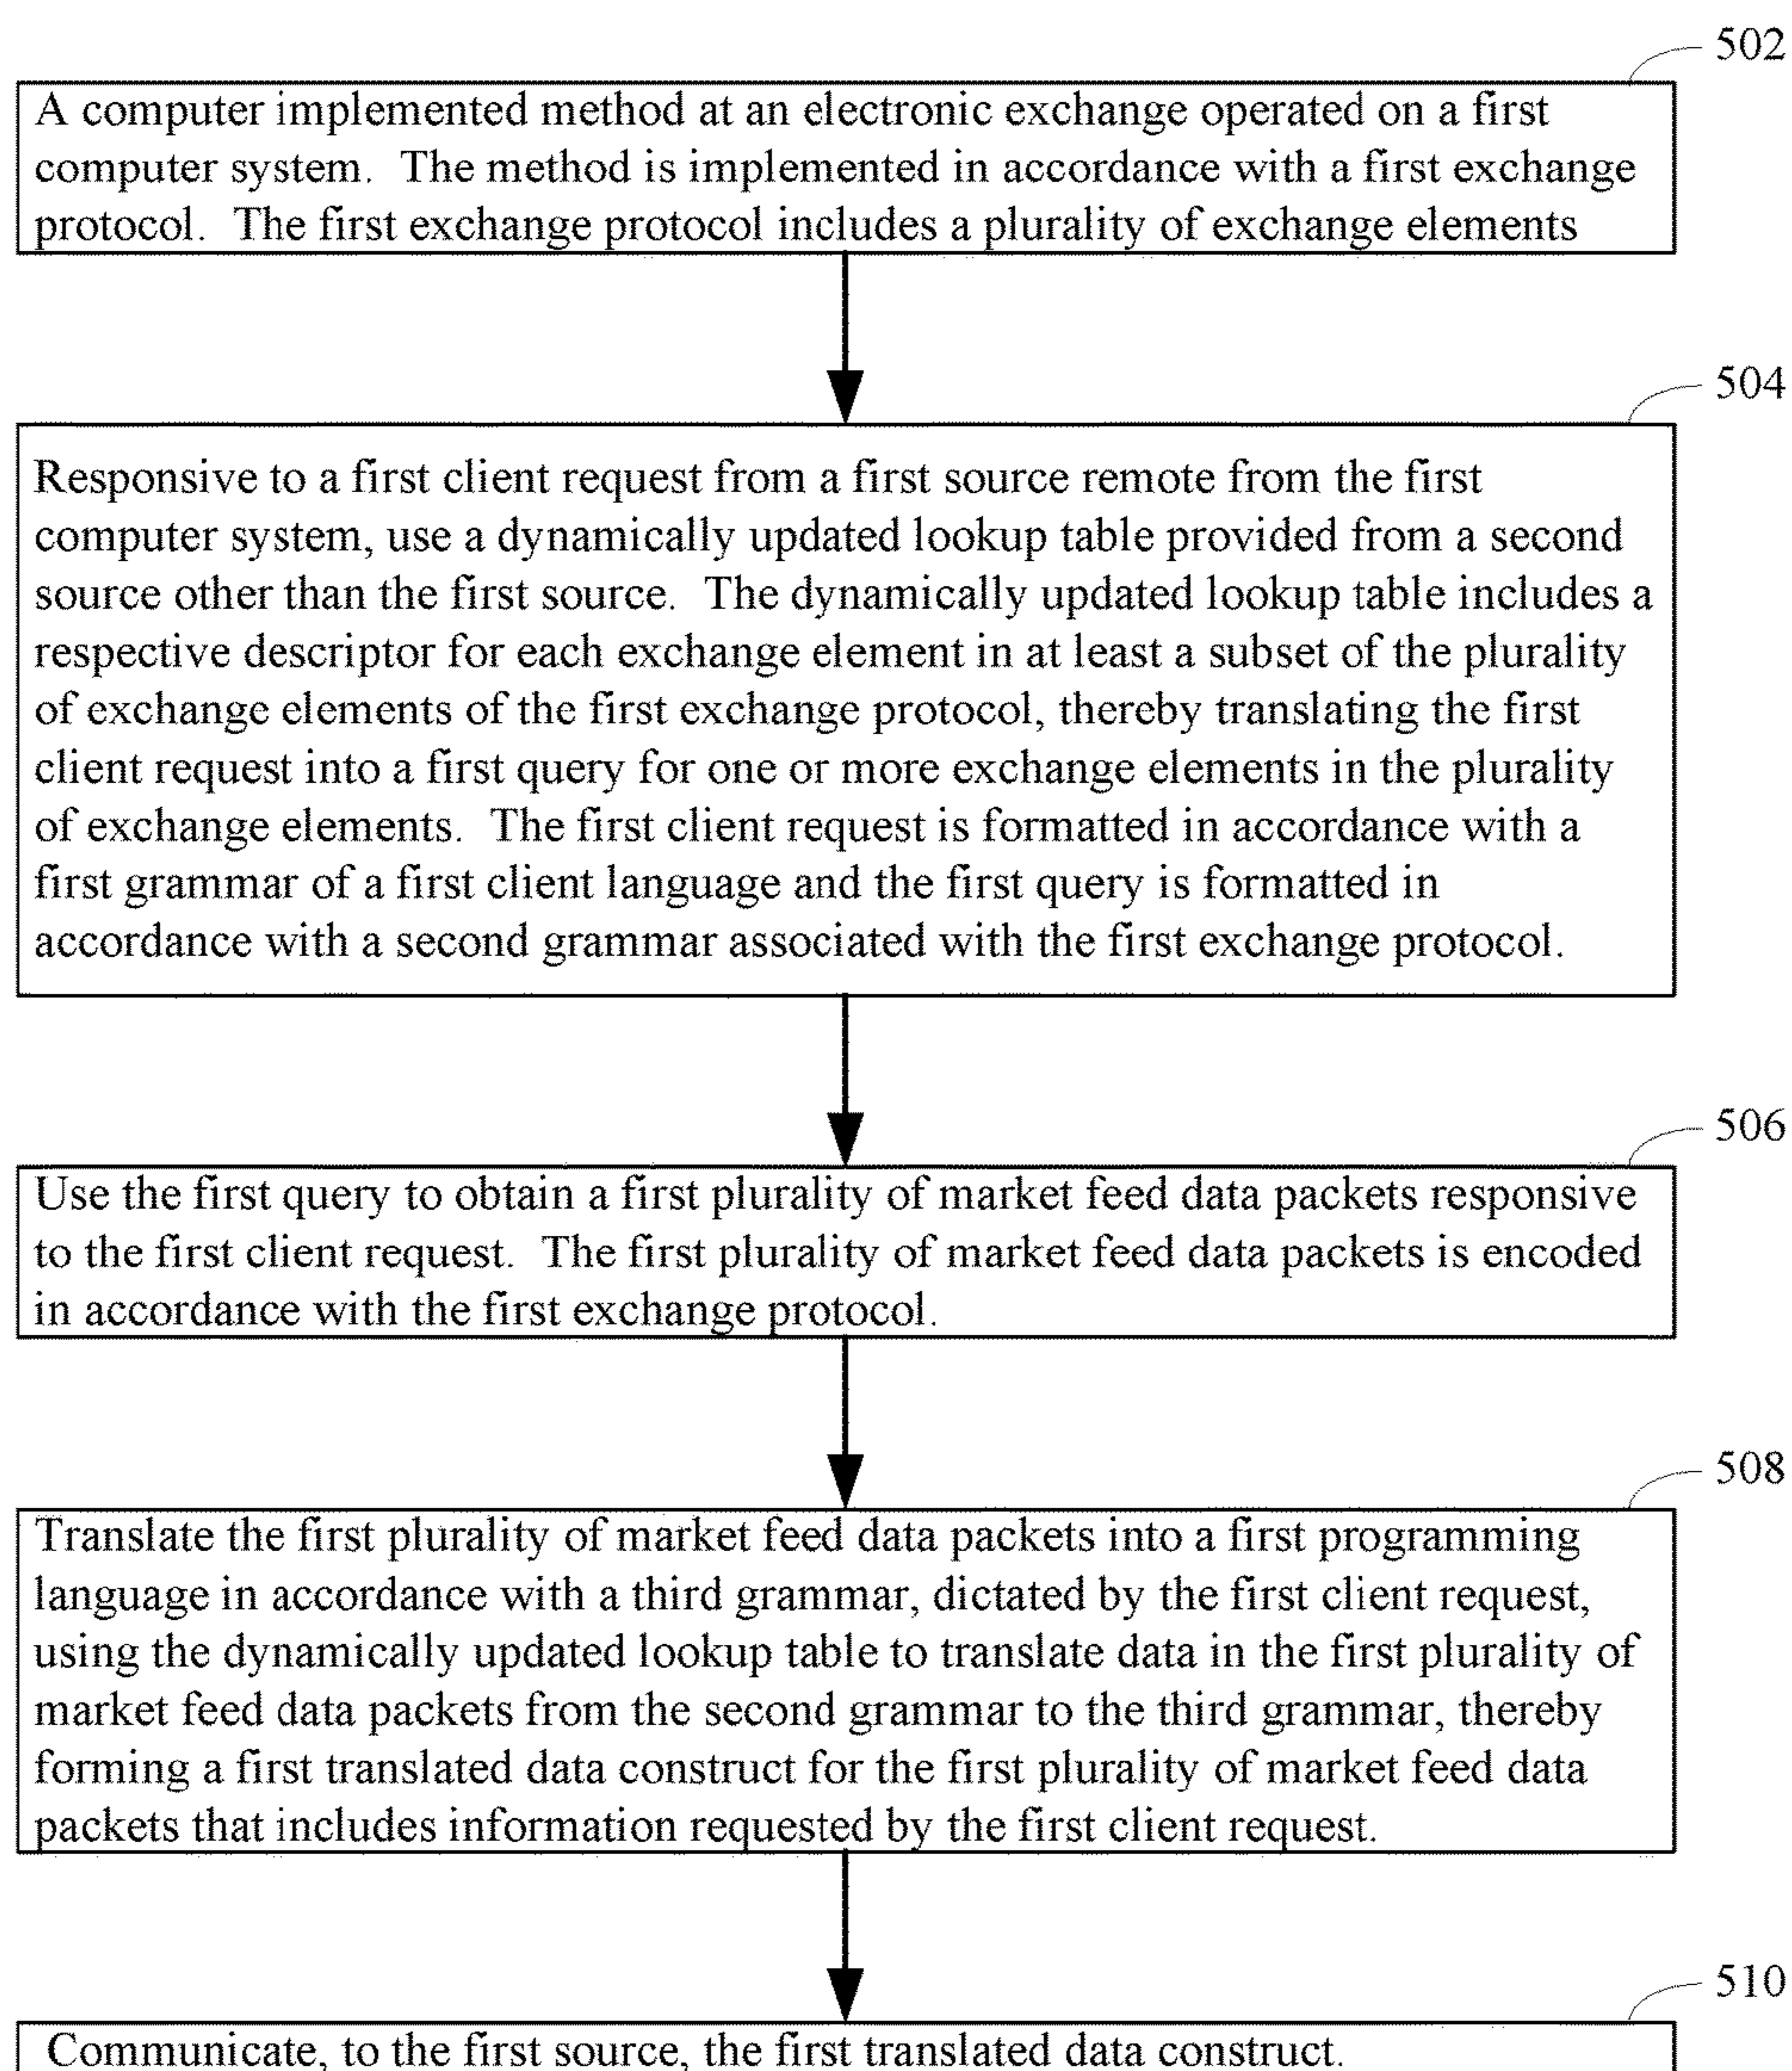 502
A computer implemented method at an electronic exchange operated on a first
computer system. The method is implemented in accordance with a first exchange
protocol. The first exchange protocol includes a plurality of exchange elements
504
Responsive to a first client request from a first source remote from the first
computer system, use a dynamically updated lookup table provided from a second
source other than the first source. The dynamically updated lookup table includes a
respective descriptor for each exchange element in at least a subset of the plurality
of exchange elements of the first exchange protocol, thereby translating the first
client request into a first query for one or more exchange elements in the plurality
of exchange elements. The first client request is formatted in accordance with a
first grammar of a first client language and the first query is formatted in
accordance with a second grammar associated with the first exchange protocol.
506
Use the first query to obtain a first plurality of market feed data packets responsive
to the first client request. The first plurality of market feed data packets is encoded
in accordance with the first exchange protocol.
508
Translate the first plurality of market feed data packets into a first programming
language in accordance with a third grammar, dictated by the first client request,
using the dynamically updated lookup table to translate data in the first plurality of
market feed data packets from the second grammar to the third grammar, thereby
forming a first translated data construct for the first plurality of market feed data
packets that includes information requested by the first client request.
510
Communicate, to the first source, the first translated data construct.